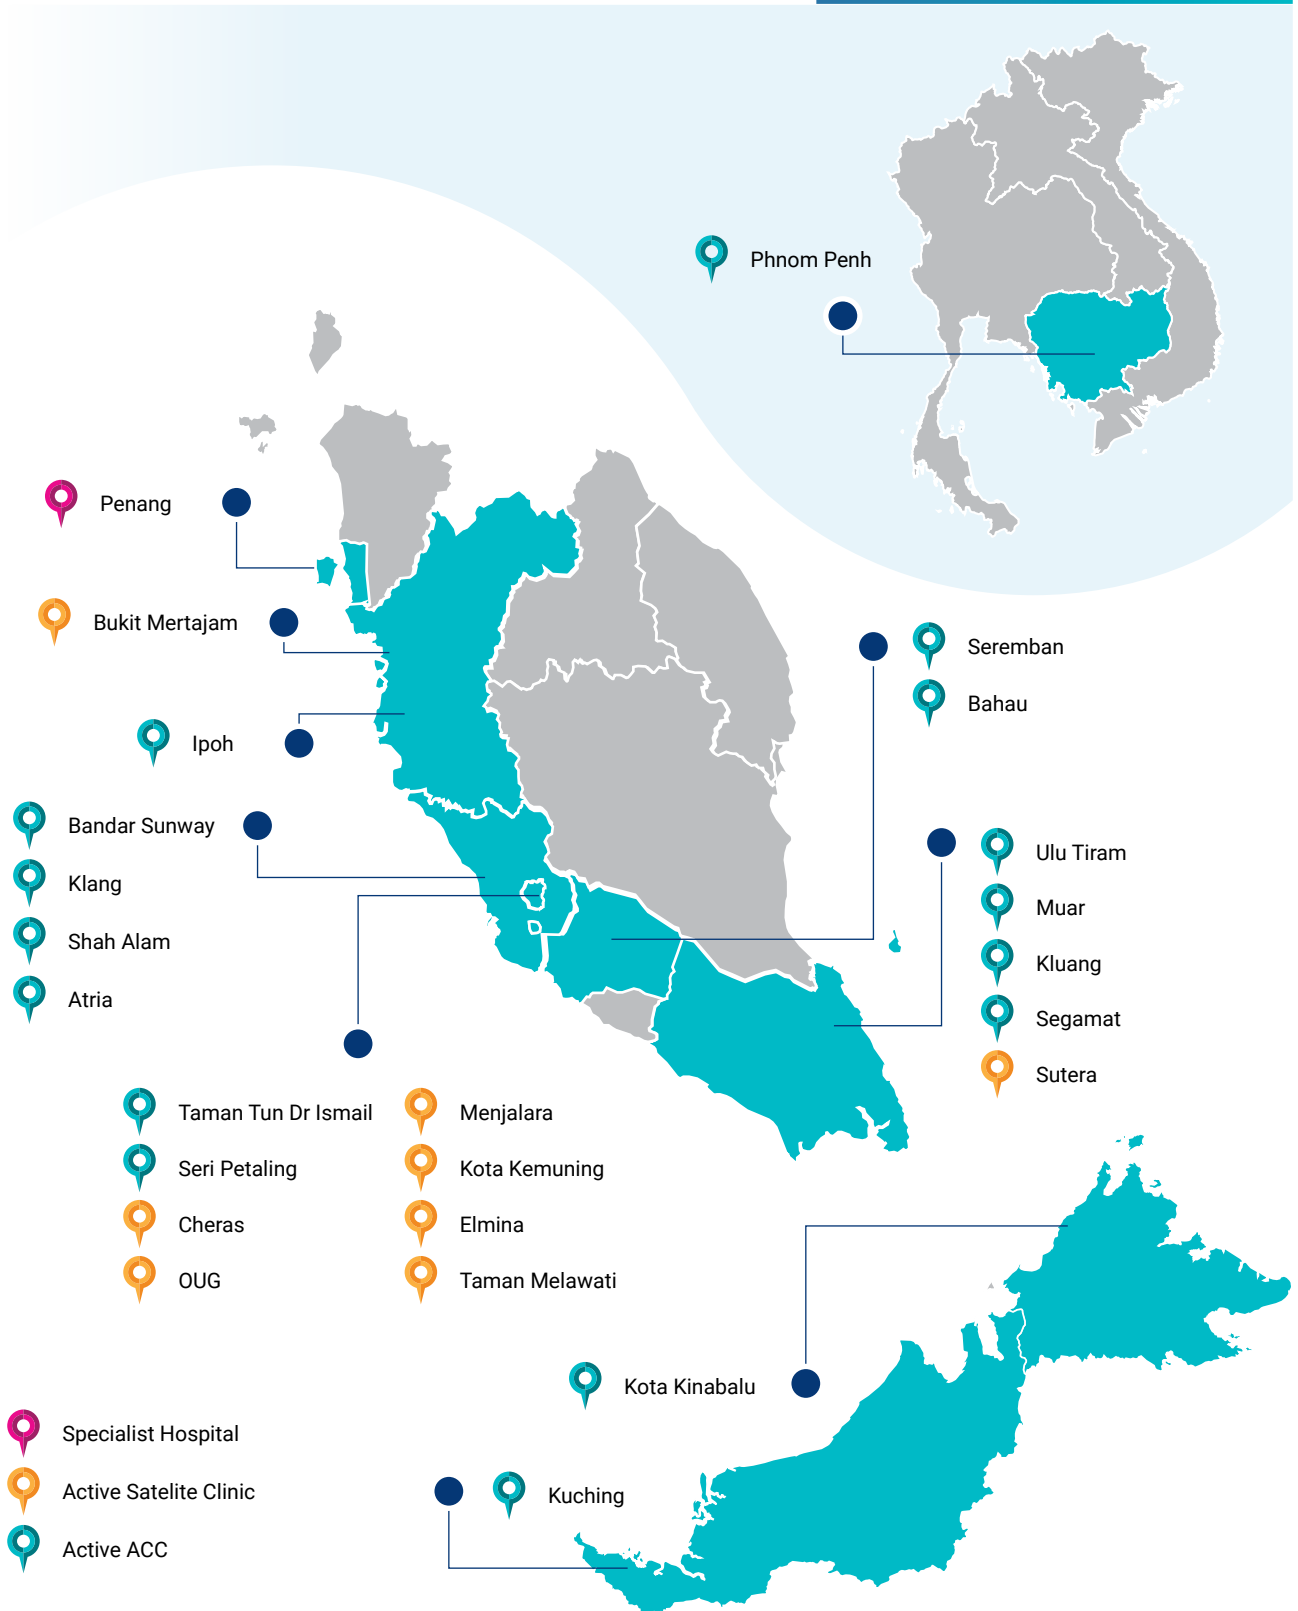 Phnom Penh
Penang
Bukit Mertajam
Ipoh
Bandar Sunway
Klang
Shah Alam
Atria
Seremban
Bahau
Ulu Tiram
Muar
Kluang
Segamat
Sutera
Taman Tun Dr Ismail
Seri Petaling
Cheras
OUG
Menjalara
Kota Kemuning
Elmina
Taman Melawati
Kota Kinabalu
Kuching
Specialist Hospital
Active Satelite Clinic
Active ACC